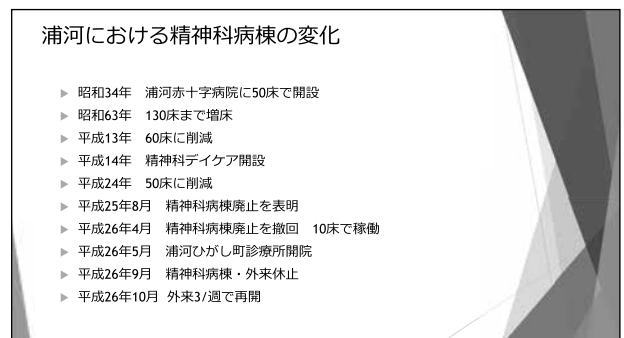 浦河における精神科病棟の変化
昭和34年　浦河赤十字病院に50床で開設
昭和63年　130床まで増床
平成13年　60床に削減
平成14年　精神科デイケア開設
平成24年　50床に削減
平成25年8月　精神科病棟廃止を表明
平成26年4月　精神科病棟廃止を撤回　10床で稼働
平成26年5月　浦河ひがし町診療所開院
平成26年9月　精神科病棟・外来休止
平成26年10月 外来3/週で再開